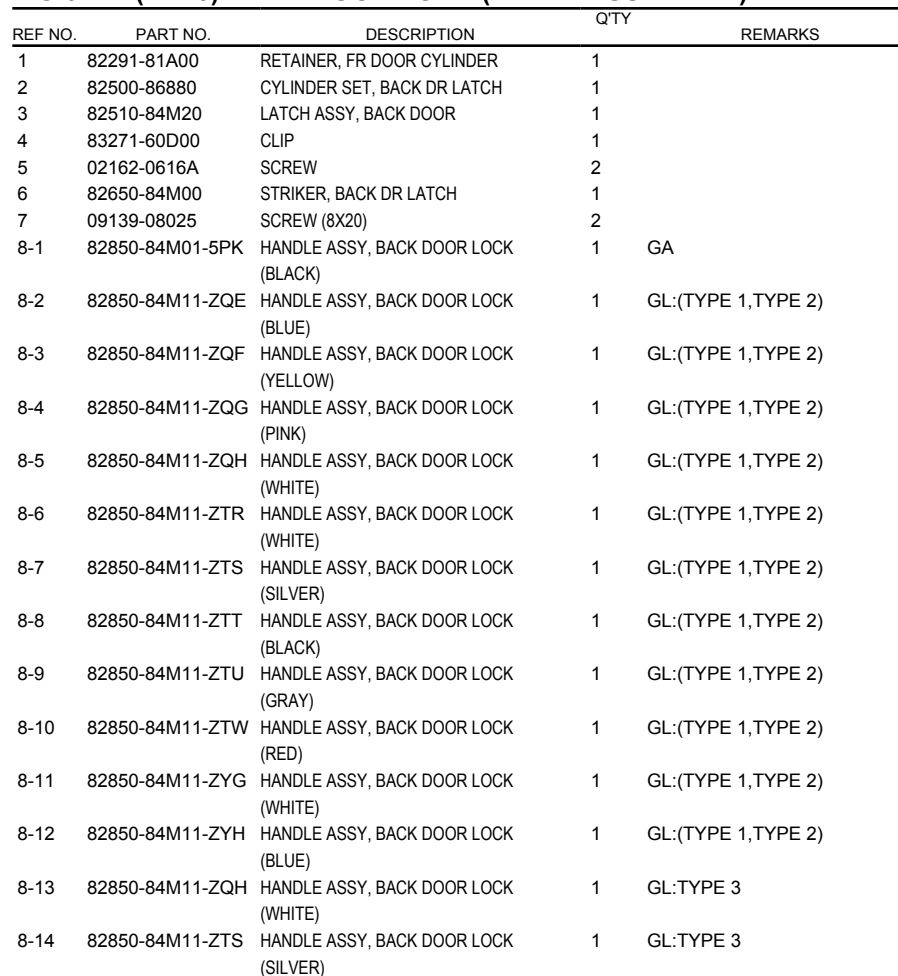 Q'TY
REF NO. PART NO. DESCRIPTION REMARKS
1 82291-81A00 RETAINER, FR DOOR CYLINDER 1
2 82500-86880 CYLINDER SET, BACK DR LATCH 1
3 82510-84M20 LATCH ASSY, BACK DOOR 1
4 83271-60D00 CLIP 1
5 02162-0616A SCREW 2
6 82650-84M00 STRIKER, BACK DR LATCH 1
7 09139-08025 SCREW (8X20) 2
8-1 82850-84M01-5PK HANDLE ASSY, BACK DOOR LOCK 1 GA
(BLACK)
8-2 82850-84M11-ZQE HANDLE ASSY, BACK DOOR LOCK 1 GL:(TYPE 1,TYPE 2)
(BLUE)
8-3 82850-84M11-ZQF HANDLE ASSY, BACK DOOR LOCK 1 GL:(TYPE 1,TYPE 2)
(YELLOW)
8-4 82850-84M11-ZQG HANDLE ASSY, BACK DOOR LOCK 1 GL:(TYPE 1,TYPE 2)
(PINK)
8-5 82850-84M11-ZQH HANDLE ASSY, BACK DOOR LOCK 1 GL:(TYPE 1,TYPE 2)
(WHITE)
8-6 82850-84M11-ZTR HANDLE ASSY, BACK DOOR LOCK 1 GL:(TYPE 1,TYPE 2)
(WHITE)
8-7 82850-84M11-ZTS HANDLE ASSY, BACK DOOR LOCK 1 GL:(TYPE 1,TYPE 2)
(SILVER)
8-8 82850-84M11-ZTT HANDLE ASSY, BACK DOOR LOCK 1 GL:(TYPE 1,TYPE 2)
(BLACK)
8-9 82850-84M11-ZTU HANDLE ASSY, BACK DOOR LOCK 1 GL:(TYPE 1,TYPE 2)
(GRAY)
8-10 82850-84M11-ZTW HANDLE ASSY, BACK DOOR LOCK 1 GL:(TYPE 1,TYPE 2)
(RED)
8-11 82850-84M11-ZYG HANDLE ASSY, BACK DOOR LOCK 1 GL:(TYPE 1,TYPE 2)
(WHITE)
8-12 82850-84M11-ZYH HANDLE ASSY, BACK DOOR LOCK 1 GL:(TYPE 1,TYPE 2)
(BLUE)
8-13 82850-84M11-ZQH HANDLE ASSY, BACK DOOR LOCK 1 GL:TYPE 3
(WHITE)
8-14 82850-84M11-ZTS HANDLE ASSY, BACK DOOR LOCK 1 GL:TYPE 3
(SILVER)